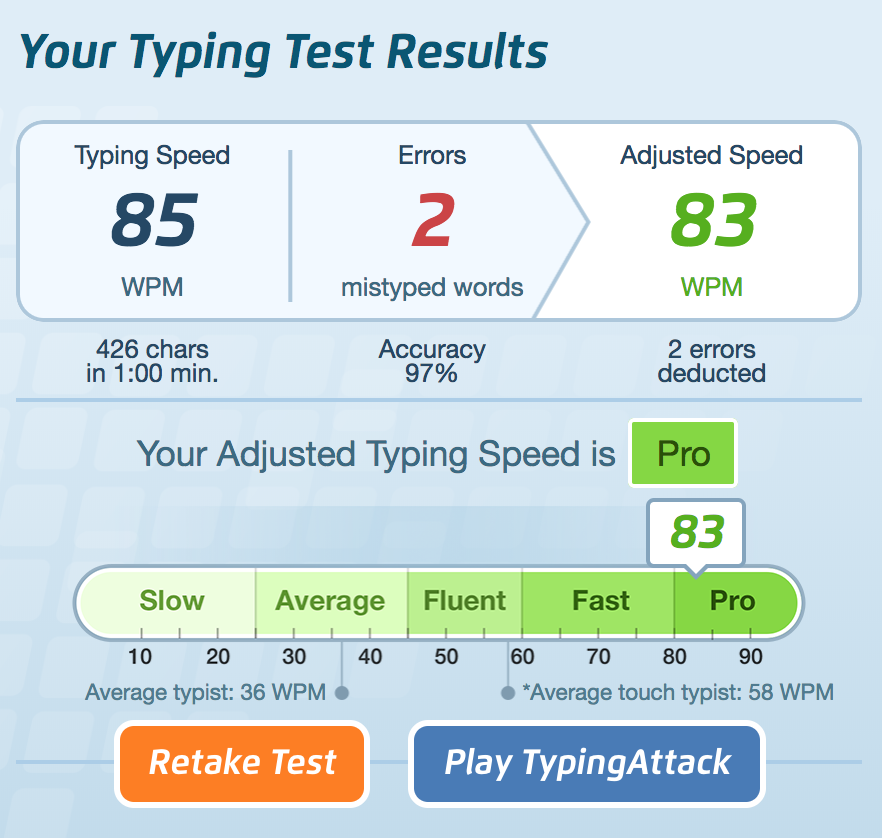 Your Typing Test Results
Typing Speed
Errors
Adjusted Speed
85
2
83
WPM
mistyped words
WPM
426 chars
in 1:00 min.
Accuracy
97%
2 errors
deducted
Your Adjusted Typing Speed is Pro
83
Slow Average Fluent Fast Pro
10 20 30 40 50 60 70 80 90
Average typist: 36 WPM
*Average touch typist: 58 WPM
Retake Test
Play TypingAttack